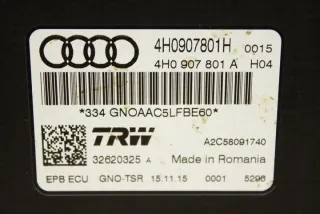 4H0907801H 0015
4H0 907 801 A H04
*334 GNOAAC5LFBE60*
TRW A2C58091740
32620325 A Made in Romania
EPB ECU GNO-TSR 15.11.15 0001 5296